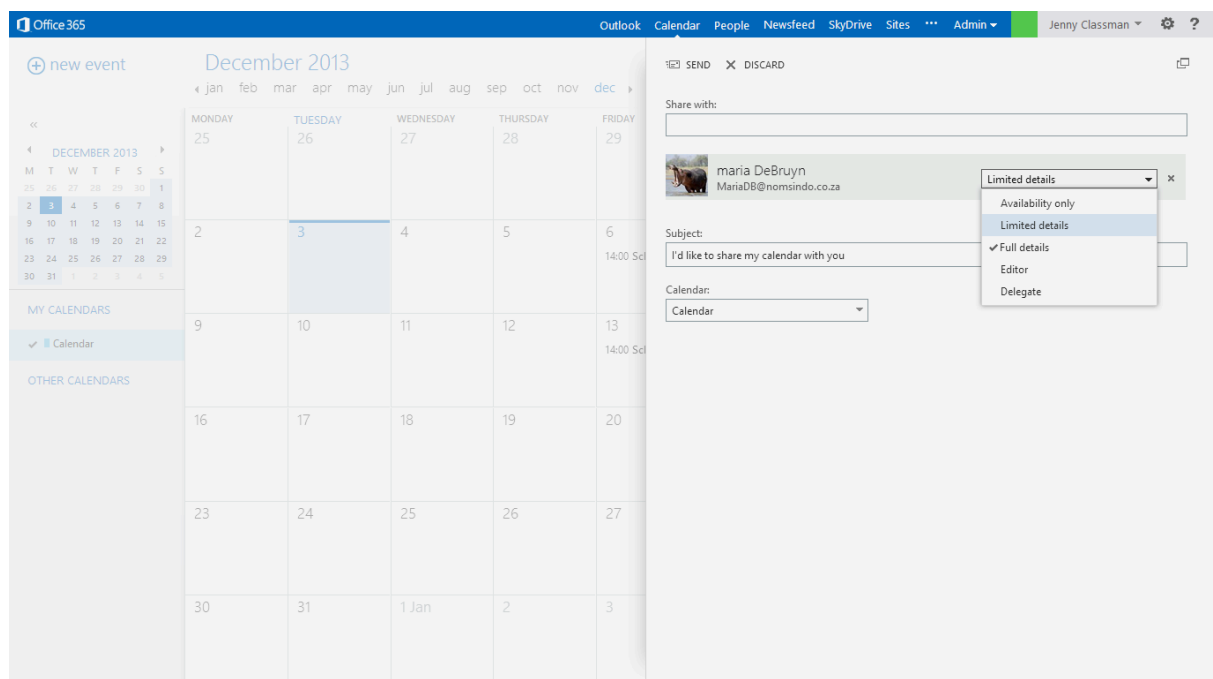 Office 365
Outlook Calendar People Newsfeed SkyDrive Sites ··· Admin Jenny Classman ?
new event
December 2013
jan feb mar apr may jun jul aug sep oct nov dec
SEND DISCARD
Share with:
maria DeBruyn
MariaDB@nomsindo.co.za
Limited details
Availability only
Limited details
Full details
Editor
Delegate
Subject:
I'd like to share my calendar with you
Calendar:
Calendar
«
DECEMBER 2013
M T W T F S S
25 26 27 28 29 30 1
2 3 4 5 6 7 8
9 10 11 12 13 14 15
16 17 18 19 20 21 22
23 24 25 26 27 28 29
30 31 1 2 3 4 5
MY CALENDARS
Calendar
OTHER CALENDARS
MONDAY TUESDAY WEDNESDAY THURSDAY FRIDAY
25 26 27 28 29
2 3 4 5 6
14:00 Scl
9 10 11 12 13
14:00 Scl
16 17 18 19 20
23 24 25 26 27
30 31 1 Jan 2 3